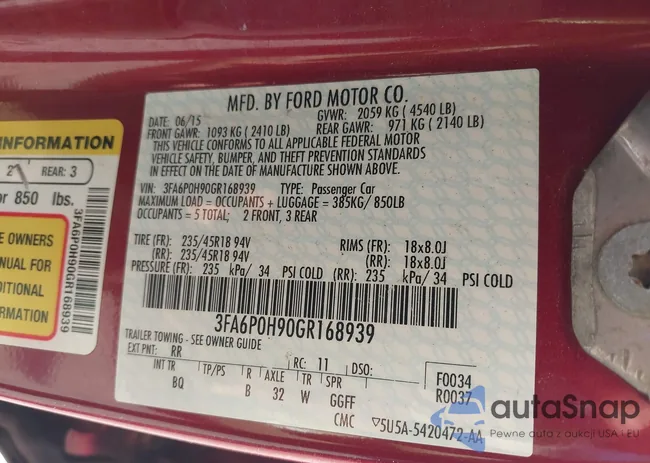 INFORMATION
2 REAR: 3
or 850 lbs.
E OWNERS
NUAL FOR
DITIONAL
ORMATION
3FA6P0H90GR168939
MFD. BY FORD MOTOR CO.
DATE: 06/15 GVWR: 2059 KG ( 4540 LB)
FRONT GAWR: 1093 KG ( 2410 LB) REAR GAWR: 971 KG ( 2140 LB)
THIS VEHICLE CONFORMS TO ALL APPLICABLE FEDERAL MOTOR
VEHICLE SAFETY, BUMPER, AND THEFT PREVENTION STANDARDS
IN EFFECT ON THE DATE OF MANUFACTURE SHOWN ABOVE.
VIN: 3FA6P0H90GR168939 TYPE: Passenger Car
MAXIMUM LOAD = OCCUPANTS + LUGGAGE = 385KG/ 850LB
OCCUPANTS = 5 TOTAL; 2 FRONT, 3 REAR
TIRE (FR): 235/45R18 94V RIMS (FR): 18x8.0J
(RR): 235/45R18 94V (RR): 18x8.0J
PRESSURE (FR): 235 kPa/ 34 PSI COLD (RR): 235 kPa/ 34 PSI COLD
3FA6P0H90GR168939
TRAILER TOWING - SEE OWNER GUIDE
EXT PNT: RR RC: 11 DSO:
INT TR TP/PS R AXLE TR SPR F0034
BQ B 32 W GGFF R0037
CMC ▽5U5A-5420472-AA
autoSnap
Pewne auta z aukcji USA i EU